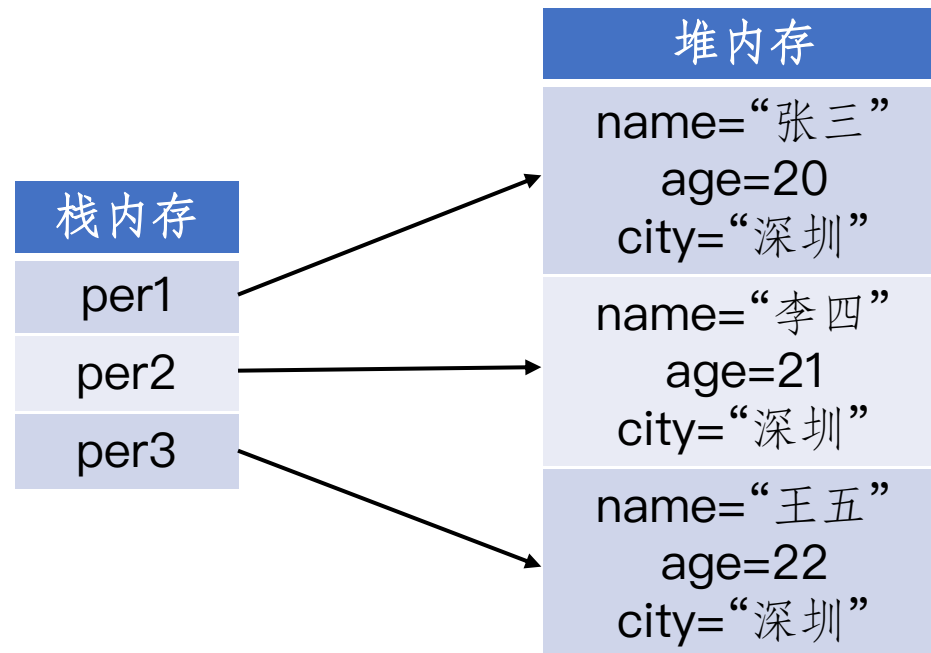 栈内存
per1
per2
per3
堆内存
name=“张三”
age=20
city=“深圳”
name=“李四”
age=21
city=“深圳”
name=“王五”
age=22
city=“深圳”